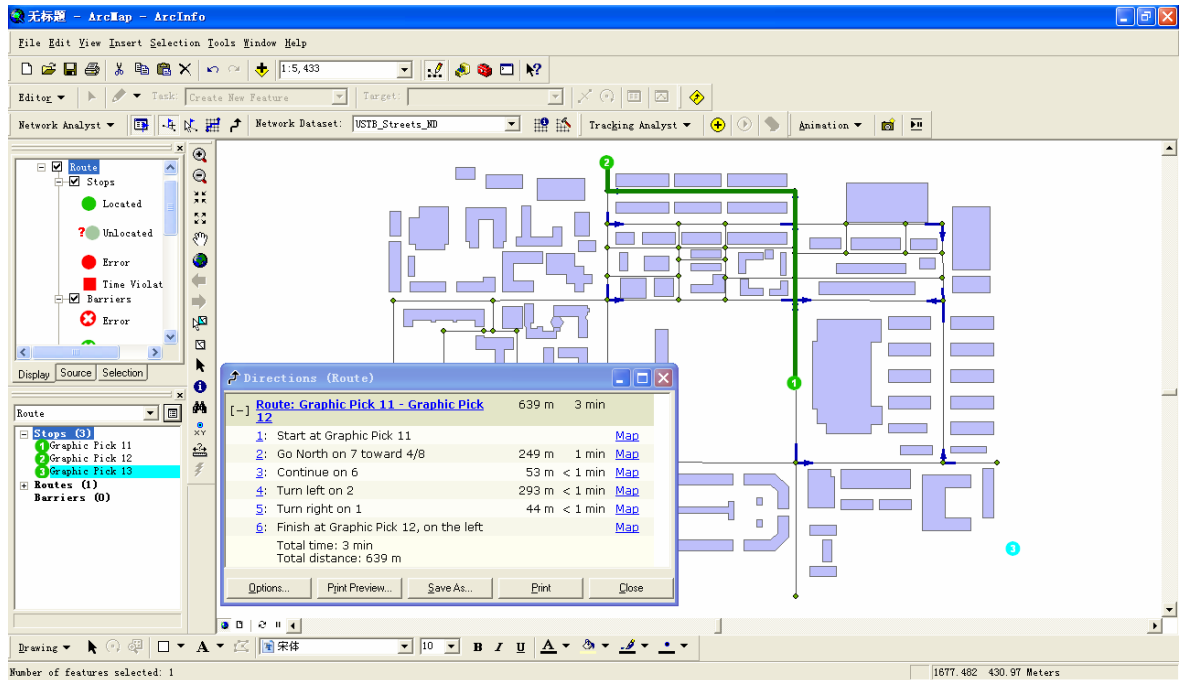 无标题 - ArcMap - ArcInfo
File Edit View Insert Selection Tools Window Help
1:5,433
Editor Task: Create New Feature Target:
Network Analyst Network Dataset: USTB_Streets_ND Tracking Analyst Animation
Route
Stops
Located
? Unlocated
Error
Time Violat
Barriers
Error
Display Source Selection
Route
Stops (3)
1 Graphic Pick 11
2 Graphic Pick 12
3 Graphic Pick 13
Routes (1)
Barriers (0)
XY
2
1
3
Directions (Route)
[-] Route: Graphic Pick 11 - Graphic Pick 12 639 m 3 min
1: Start at Graphic Pick 11 Map
2: Go North on 7 toward 4/8 249 m 1 min Map
3: Continue on 6 53 m < 1 min Map
4: Turn left on 2 293 m < 1 min Map
5: Turn right on 1 44 m < 1 min Map
6: Finish at Graphic Pick 12, on the left Map
Total time: 3 min
Total distance: 639 m
Options... Print Preview... Save As... Print Close
Drawing A 宋体 10 B I U A
Number of features selected: 1
1677.482 430.97 Meters